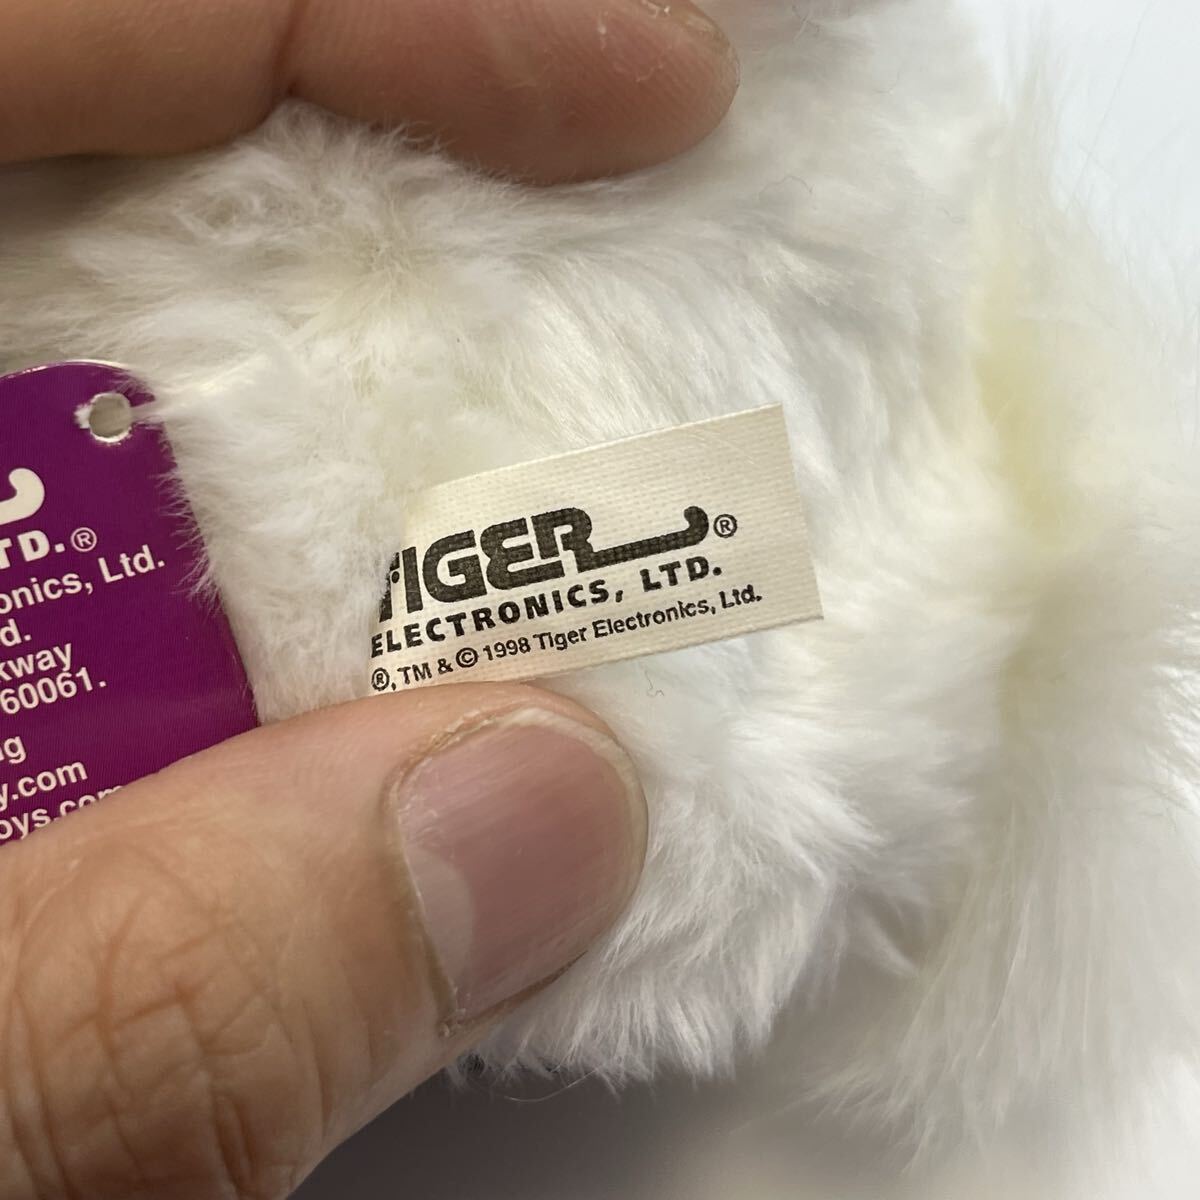 TD.®
onics, Ltd.
d.
kway
60061.
g
y.com
oys.com
TIGER®
ELECTRONICS, LTD.
®, TM & © 1998 Tiger Electronics, Ltd.